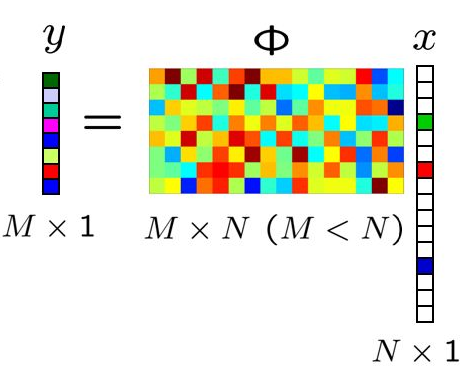 y = Φ x
M × 1
M × N (M < N)
N × 1